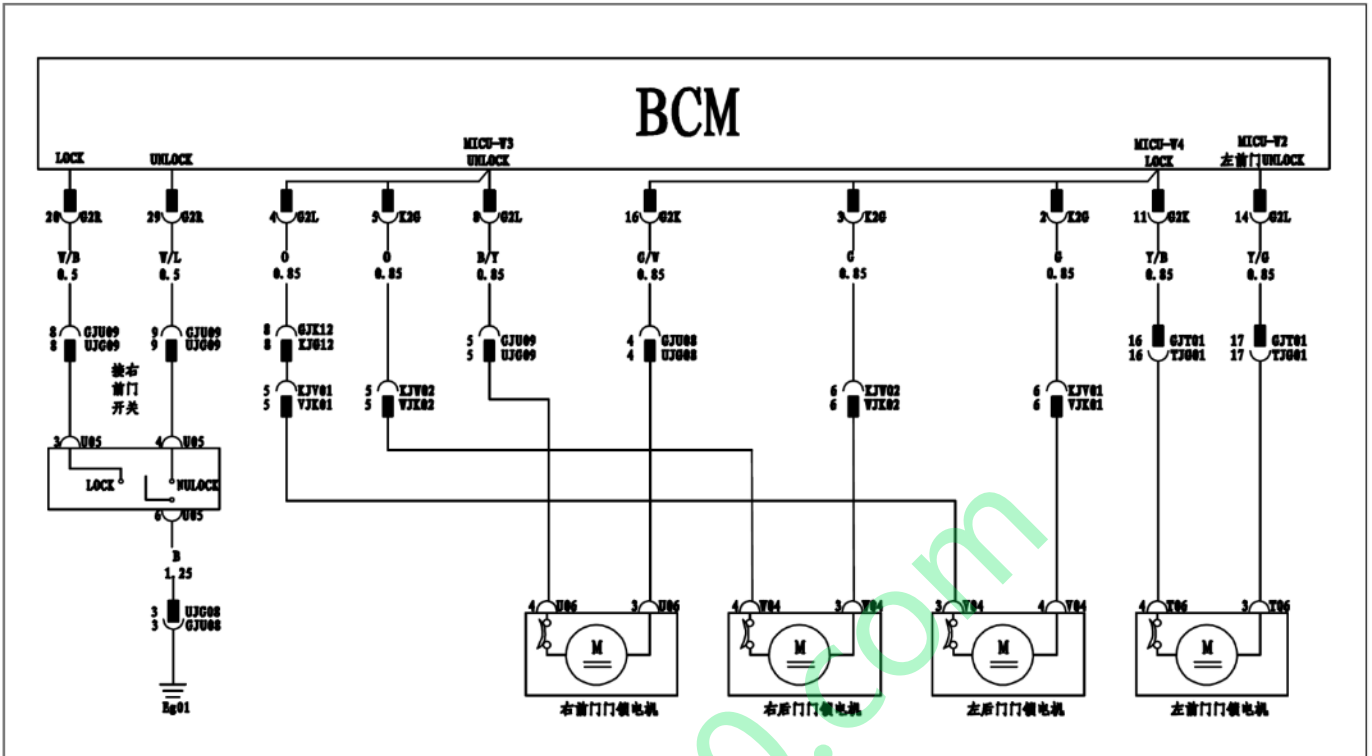 BCM
MICU-W3
MICU-W4
MICU-W2
LOCK
UNLOCK
UNLOCK
LOCK
左前门UNLOCK
20 G2R
29 G2R
4 G2L
9 K2G
8 G2L
16 G2K
3 K2G
2 K2G
11 G2K
14 G2L
W/B
W/L
O
O
B/Y
G/W
G
G
Y/B
Y/G
0.5
0.5
0.85
0.85
0.85
0.85
0.85
0.85
0.85
0.85
8 GJU09
8 UJG09
9 GJU09
9 UJG09
8 GJK12
8 KJG12
5 GJU09
5 UJG09
4 GJU08
4 UJG08
16 GJT01
16 TJG01
17 GJT01
17 TJG01
接右
前门
开关
5 KJV01
5 VJK01
5 KJW02
5 WJK02
6 KJW02
6 WJK02
6 KJV01
6 VJK01
3 U05
4 U05
LOCK
NULOCK
6 U05
B
1.25
3 UJG08
3 GJU08
Eg01
4 U06
3 U06
4 W04
3 W04
3 V04
4 V04
4 T06
3 T06
M
M
M
M
右前门门锁电机
右后门门锁电机
左后门门锁电机
左前门门锁电机